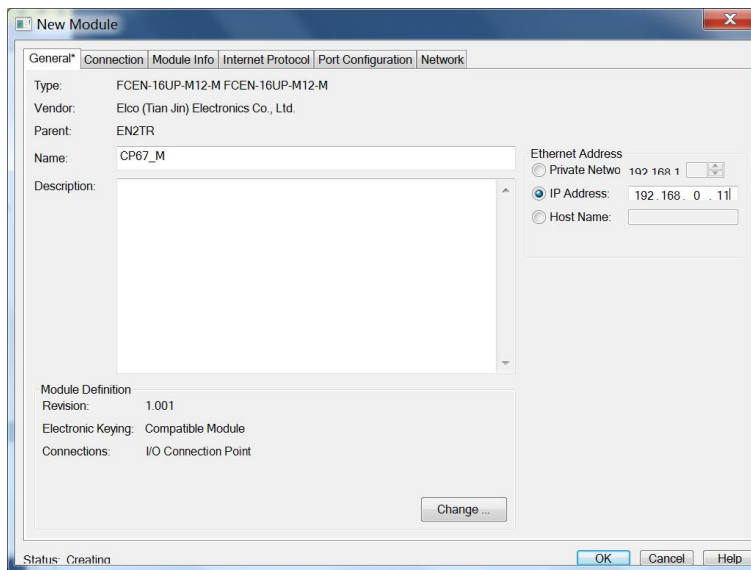 New Module
General* Connection Module Info Internet Protocol Port Configuration Network
Type: FCEN-16UP-M12-M FCEN-16UP-M12-M
Vendor: Elco (Tian Jin) Electronics Co., Ltd.
Parent: EN2TR
Name: CP67_M
Description:
Ethernet Address
Private Netwo 192.168.1
IP Address: 192.168. 0 . 11
Host Name:
Module Definition
Revision: 1.001
Electronic Keying: Compatible Module
Connections: I/O Connection Point
Change ...
Status: Creating
OK Cancel Help